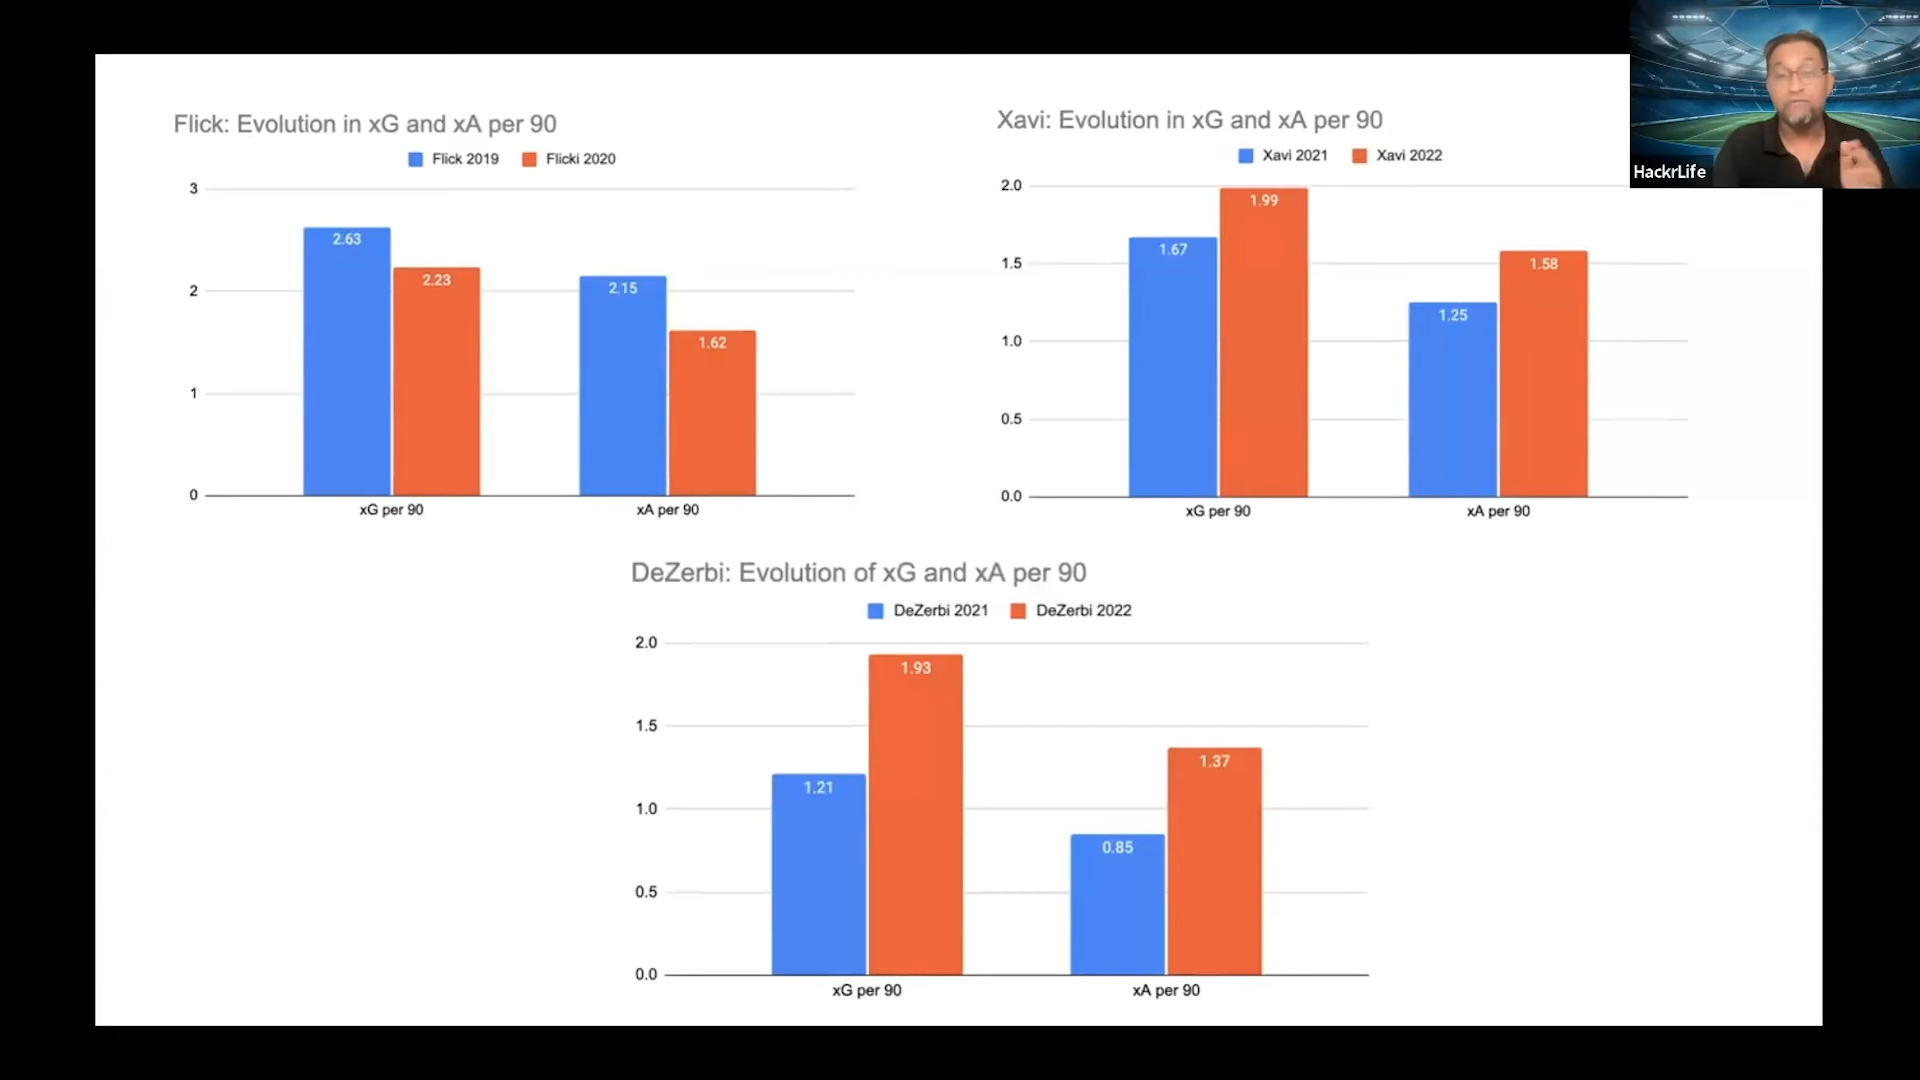 Flick: Evolution in xG and xA per 90
Flick 2019 Flicki 2020
3
2
1
0
2.63
2.23
2.15
1.62
xG per 90 xA per 90
Xavi: Evolution in xG and xA per 90
Xavi 2021 Xavi 2022
2.0
1.5
1.0
0.5
0.0
1.67
1.99
1.25
1.58
xG per 90 xA per 90
HackrLife
DeZerbi: Evolution of xG and xA per 90
DeZerbi 2021 DeZerbi 2022
2.0
1.5
1.0
0.5
0.0
1.21
1.93
0.85
1.37
xG per 90 xA per 90